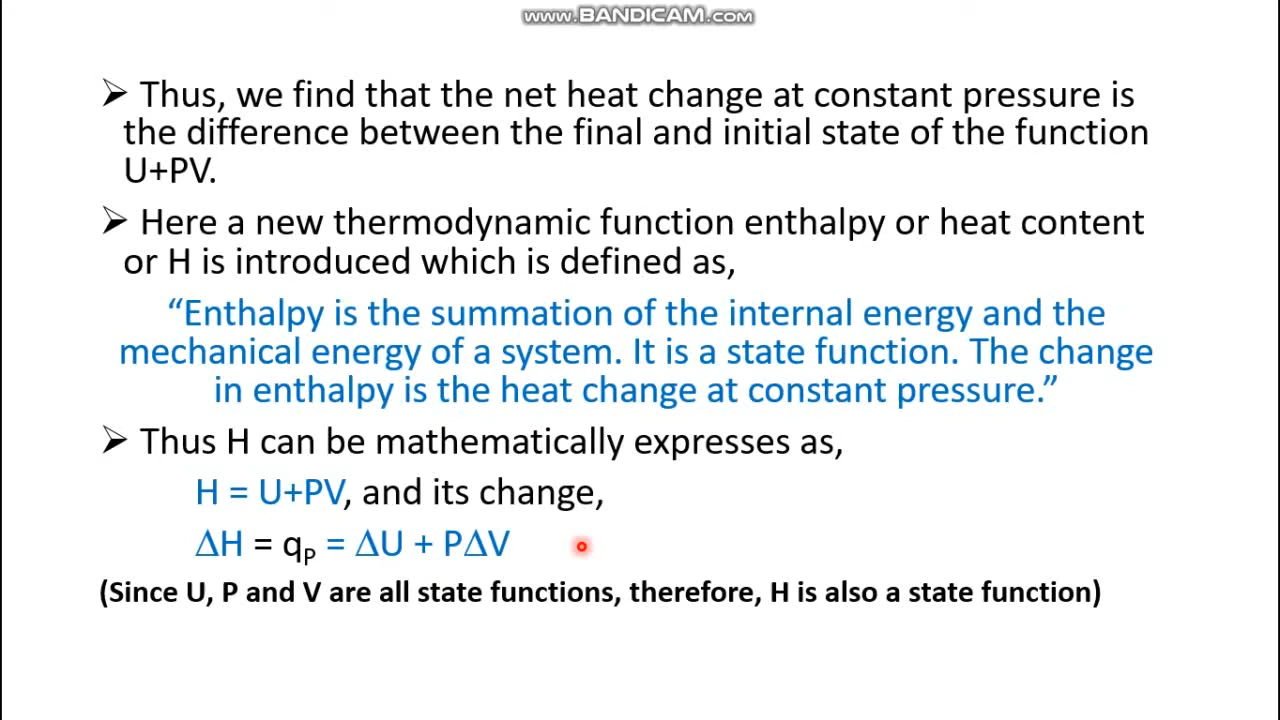 www.BANDICAM.com
➢ Thus, we find that the net heat change at constant pressure is
the difference between the final and initial state of the function
U+PV.
➢ Here a new thermodynamic function enthalpy or heat content
or H is introduced which is defined as,
“Enthalpy is the summation of the internal energy and the
mechanical energy of a system. It is a state function. The change
in enthalpy is the heat change at constant pressure.”
➢ Thus H can be mathematically expresses as,
H = U+PV, and its change,
ΔH = qP = ΔU + PΔV
(Since U, P and V are all state functions, therefore, H is also a state function)